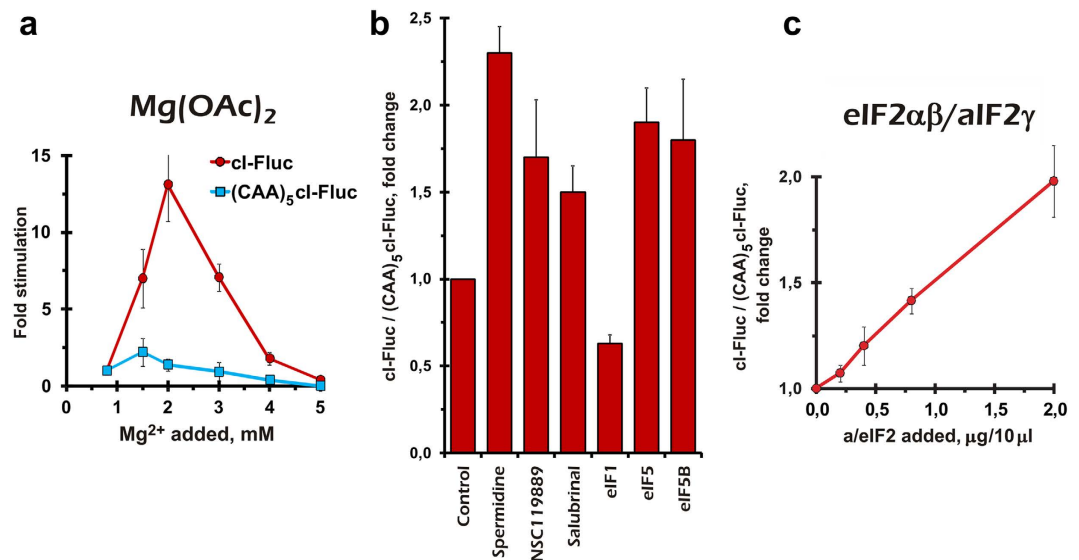 a
Mg(OAc)₂
cl-Fluc
(CAA)₅cl-Fluc
Fold stimulation
15
10
5
0
0 1 2 3 4 5
Mg²⁺ added, mM
b
cl-Fluc / (CAA)₅cl-Fluc, fold change
2,5
2,0
1,5
1,0
0,5
0,0
Control
Spermidine
NSC119889
Salubrinal
eIF1
eIF5
eIF5B
c
eIF2αβ/aIF2γ
cl-Fluc / (CAA)₅cl-Fluc,
fold change
2,0
1,5
1,0
0,0 0,5 1,0 1,5 2,0
a/eIF2 added, μg/10 μl